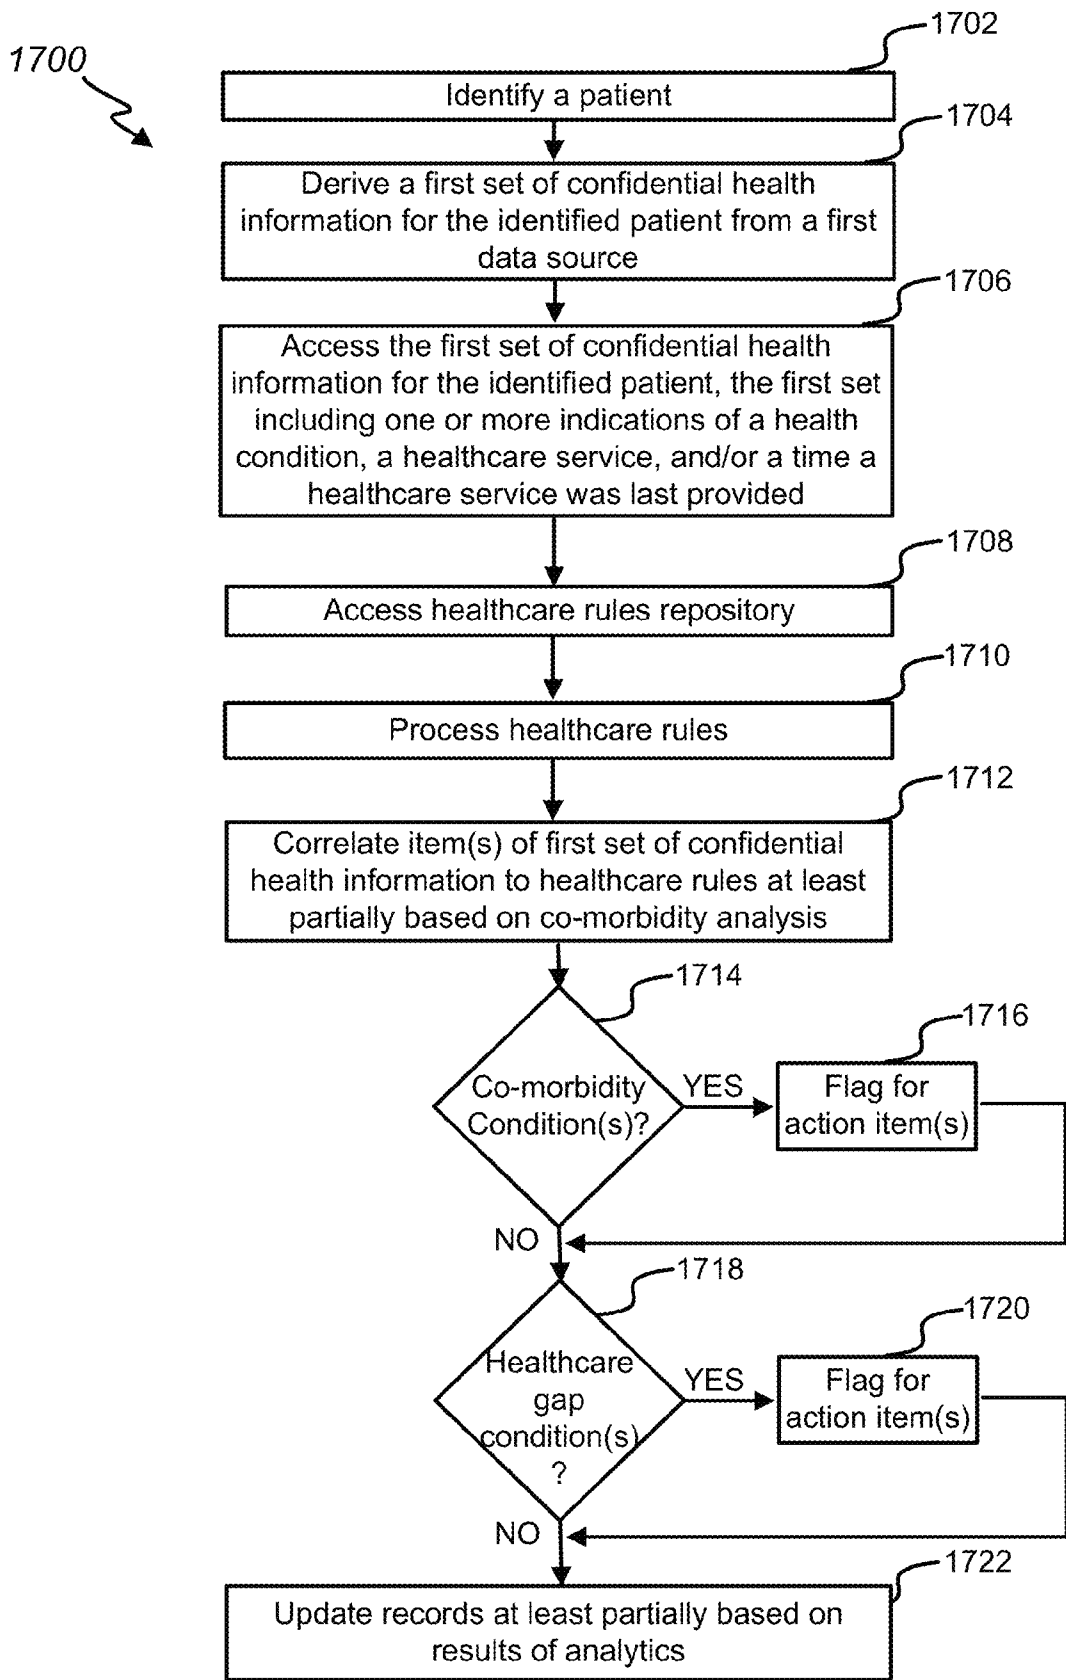 1700
1702
Identify a patient
1704
Derive a first set of confidential health
information for the identified patient from a first
data source
1706
Access the first set of confidential health
information for the identified patient, the first set
including one or more indications of a health
condition, a healthcare service, and/or a time a
healthcare service was last provided
1708
Access healthcare rules repository
1710
Process healthcare rules
1712
Correlate item(s) of first set of confidential
health information to healthcare rules at least
partially based on co-morbidity analysis
1714
Co-morbidity
Condition(s)?
YES
1716
Flag for
action item(s)
NO
1718
Healthcare
gap
condition(s)
?
YES
1720
Flag for
action item(s)
NO
1722
Update records at least partially based on
results of analytics